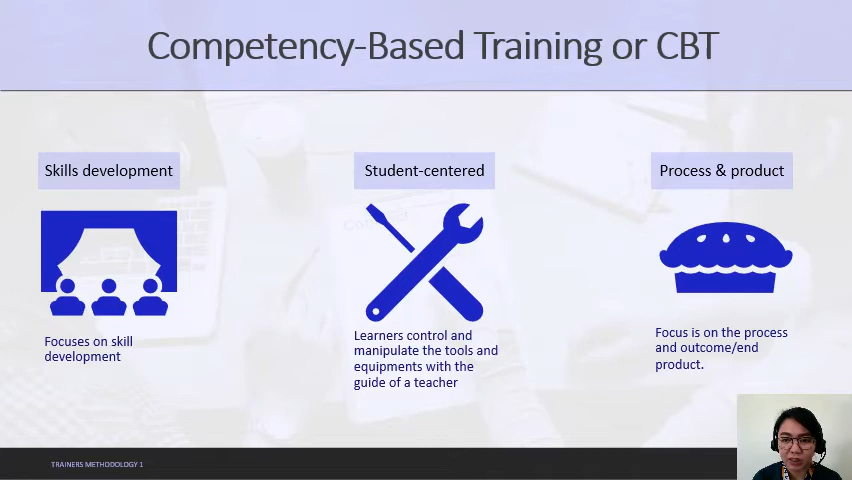 Competency-Based Training or CBT
Skills development
Focuses on skill
development
Student-centered
Learners control and
manipulate the tools and
equipments with the
guide of a teacher
Process & product
Focus is on the process
and outcome/end
product.
TRAINERS METHODOLOGY 1